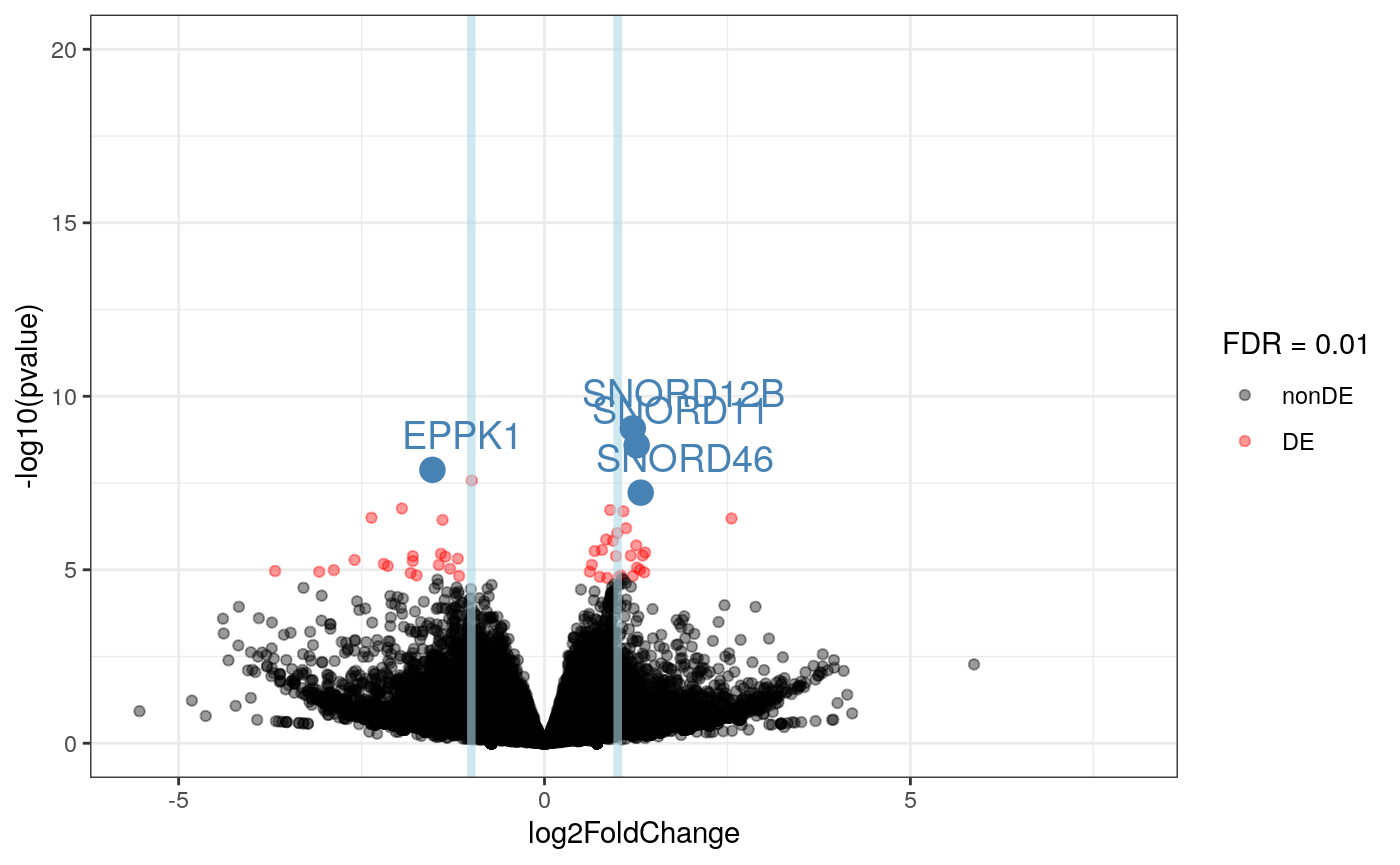 20
15
10
5
0
-log10(pvalue)
SNORD12B
SNORD11
EPPK1
SNORD46
-5
0
5
log2FoldChange
FDR = 0.01
nonDE
DE